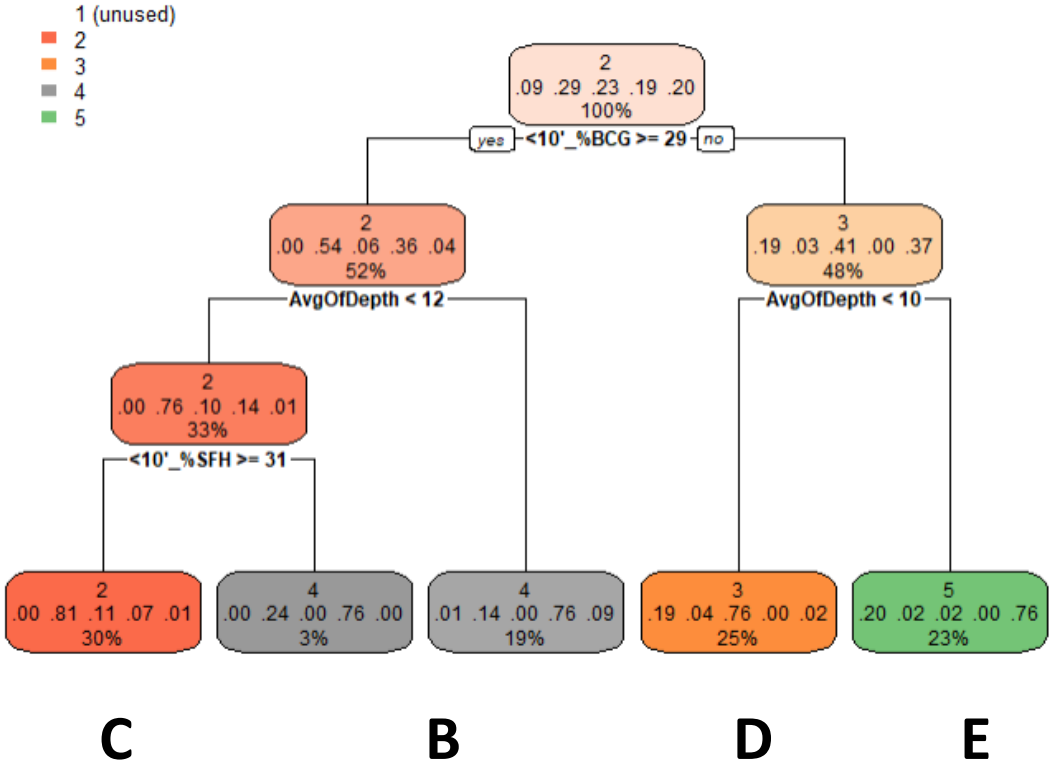 1 (unused)
2
3
4
5
2
.09 .29 .23 .19 .20
100%
yes <10'_%BCG >= 29 no
2
.00 .54 .06 .36 .04
52%
3
.19 .03 .41 .00 .37
48%
AvgOfDepth < 12
AvgOfDepth < 10
2
.00 .76 .10 .14 .01
33%
<10'_%SFH >= 31
2
.00 .81 .11 .07 .01
30%
4
.00 .24 .00 .76 .00
3%
4
.01 .14 .00 .76 .09
19%
3
.19 .04 .76 .00 .02
25%
5
.20 .02 .02 .00 .76
23%
C B D E